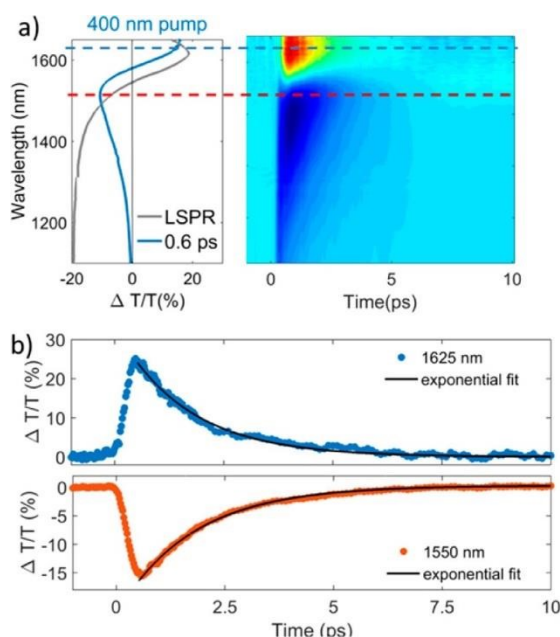 a)
400 nm pump
1600
1400
1200
Wavelength (nm)
LSPR
0.6 ps
-20
0
20
Δ T/T(%)
0
5
10
Time(ps)
b)
30
20
10
0
Δ T/T (%)
1625 nm
exponential fit
0
-5
-10
-15
Δ T/T (%)
1550 nm
exponential fit
0
2.5
5
7.5
10
Time (ps)